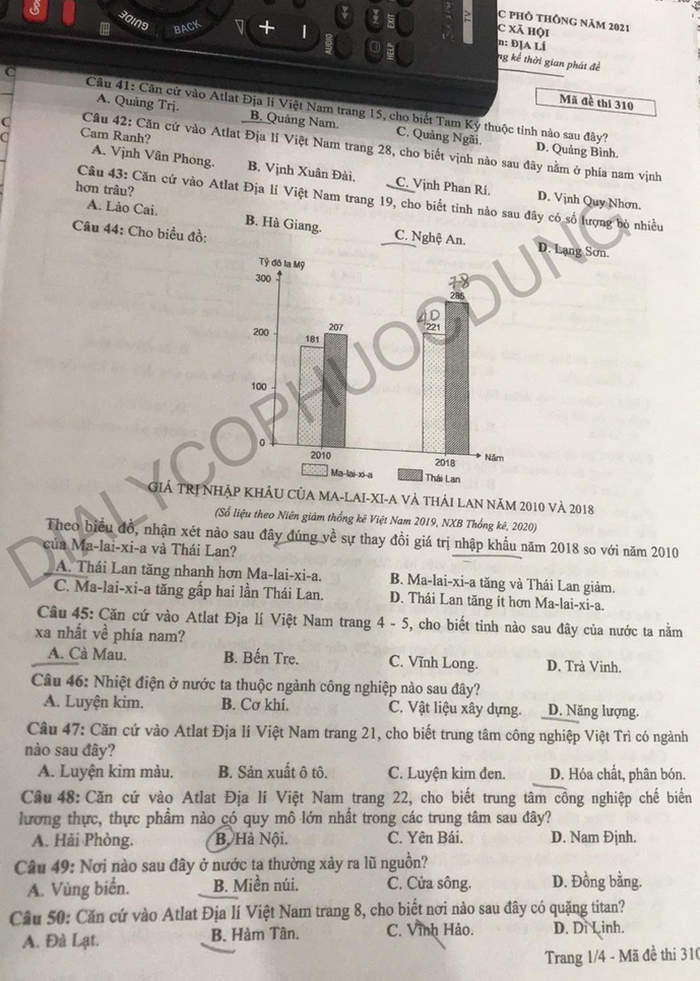 GUIDE
BACK
AUDIO
HELP
EXIT
TV
C PHỔ THÔNG NĂM 2021
C XÃ HỘI
n: ĐỊA LÍ
ng kể thời gian phát đề
Mã đề thi 310
Câu 41: Căn cứ vào Atlat Địa lí Việt Nam trang 15, cho biết Tam Kỳ thuộc tỉnh nào sau đây?
A. Quảng Trị. B. Quảng Nam. C. Quảng Ngãi. D. Quảng Bình.
Câu 42: Căn cứ vào Atlat Địa lí Việt Nam trang 28, cho biết vịnh nào sau đây nằm ở phía nam vịnh
Cam Ranh?
A. Vịnh Vân Phong. B. Vịnh Xuân Đài. C. Vịnh Phan Rí. D. Vịnh Quy Nhơn.
Câu 43: Căn cứ vào Atlat Địa lí Việt Nam trang 19, cho biết tỉnh nào sau đây có số lượng bò nhiều
hơn trâu?
A. Lào Cai. B. Hà Giang. C. Nghệ An. D. Lạng Sơn.
Câu 44: Cho biểu đồ:
Tỷ đô la Mỹ
300
200
100
0
181
207
40
221
78
285
2010
2018
Năm
Ma-lai-xi-a Thái Lan
GIÁ TRỊ NHẬP KHẨU CỦA MA-LAI-XI-A VÀ THÁI LAN NĂM 2010 VÀ 2018
(Số liệu theo Niên giám thống kê Việt Nam 2019, NXB Thống kê, 2020)
Theo biểu đồ, nhận xét nào sau đây đúng về sự thay đổi giá trị nhập khẩu năm 2018 so với năm 2010
của Ma-lai-xi-a và Thái Lan?
A. Thái Lan tăng nhanh hơn Ma-lai-xi-a. B. Ma-lai-xi-a tăng và Thái Lan giảm.
C. Ma-lai-xi-a tăng gấp hai lần Thái Lan. D. Thái Lan tăng ít hơn Ma-lai-xi-a.
Câu 45: Căn cứ vào Atlat Địa lí Việt Nam trang 4 - 5, cho biết tỉnh nào sau đây của nước ta nằm
xa nhất về phía nam?
A. Cà Mau. B. Bến Tre. C. Vĩnh Long. D. Trà Vinh.
Câu 46: Nhiệt điện ở nước ta thuộc ngành công nghiệp nào sau đây?
A. Luyện kim. B. Cơ khí. C. Vật liệu xây dựng. D. Năng lượng.
Câu 47: Căn cứ vào Atlat Địa lí Việt Nam trang 21, cho biết trung tâm công nghiệp Việt Trì có ngành
nào sau đây?
A. Luyện kim màu. B. Sản xuất ô tô. C. Luyện kim đen. D. Hóa chất, phân bón.
Câu 48: Căn cứ vào Atlat Địa lí Việt Nam trang 22, cho biết trung tâm công nghiệp chế biến
lương thực, thực phẩm nào có quy mô lớn nhất trong các trung tâm sau đây?
A. Hải Phòng. B. Hà Nội. C. Yên Bái. D. Nam Định.
Câu 49: Nơi nào sau đây ở nước ta thường xảy ra lũ nguồn?
A. Vùng biển. B. Miền núi. C. Cửa sông. D. Đồng bằng.
Câu 50: Căn cứ vào Atlat Địa lí Việt Nam trang 8, cho biết nơi nào sau đây có quặng titan?
A. Đà Lạt. B. Hàm Tân. C. Vĩnh Hảo. D. Di Linh.
Trang 1/4 - Mã đề thi 310
DIALYCOPHUOCDUNG